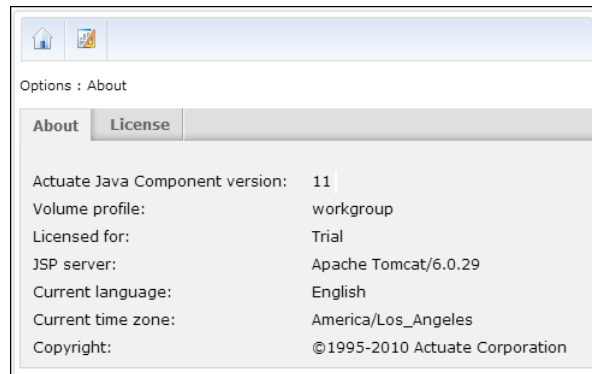 Options : About
About License
Actuate Java Component version: 11
Volume profile: workgroup
Licensed for: Trial
JSP server: Apache Tomcat/6.0.29
Current language: English
Current time zone: America/Los_Angeles
Copyright: ©1995-2010 Actuate Corporation